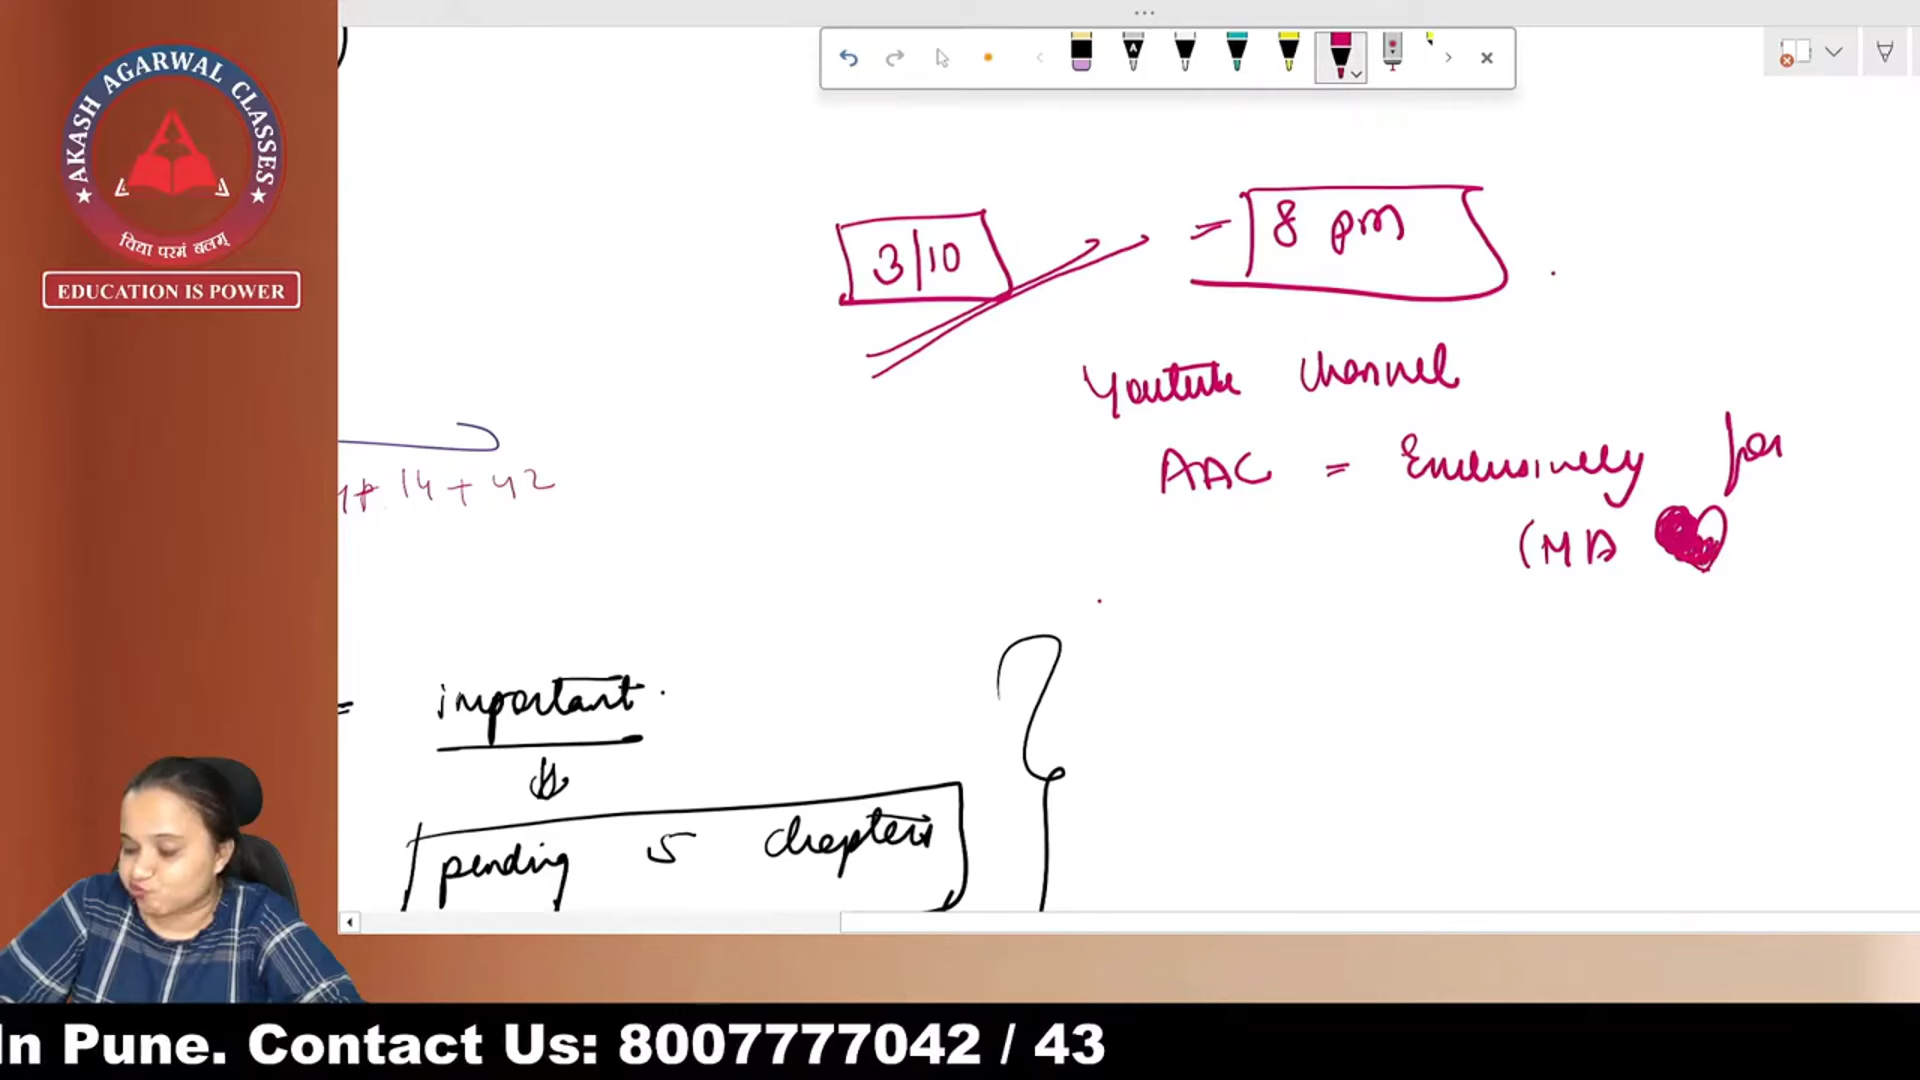 AKASH AGARWAL CLASSES
विद्या परमं बलम्
EDUCATION IS POWER
3/10 = 8 pm
Youtube channel
AAC = Exclusively for
(MA
14 + 42
= important.
pending 5 chapters
In Pune. Contact Us: 8007777042 / 43